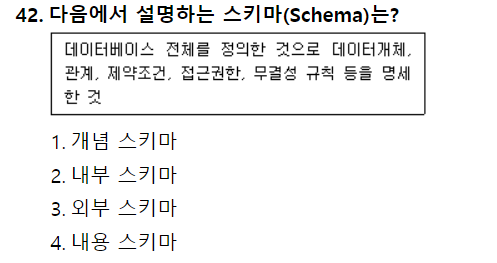 42. 다음에서 설명하는 스키마(Schema)는?
데이터베이스 전체를 정의한 것으로 데이터개체,
관계, 제약조건, 접근권한, 무결성 규칙 등을 명세
한 것
1. 개념 스키마
2. 내부 스키마
3. 외부 스키마
4. 내용 스키마